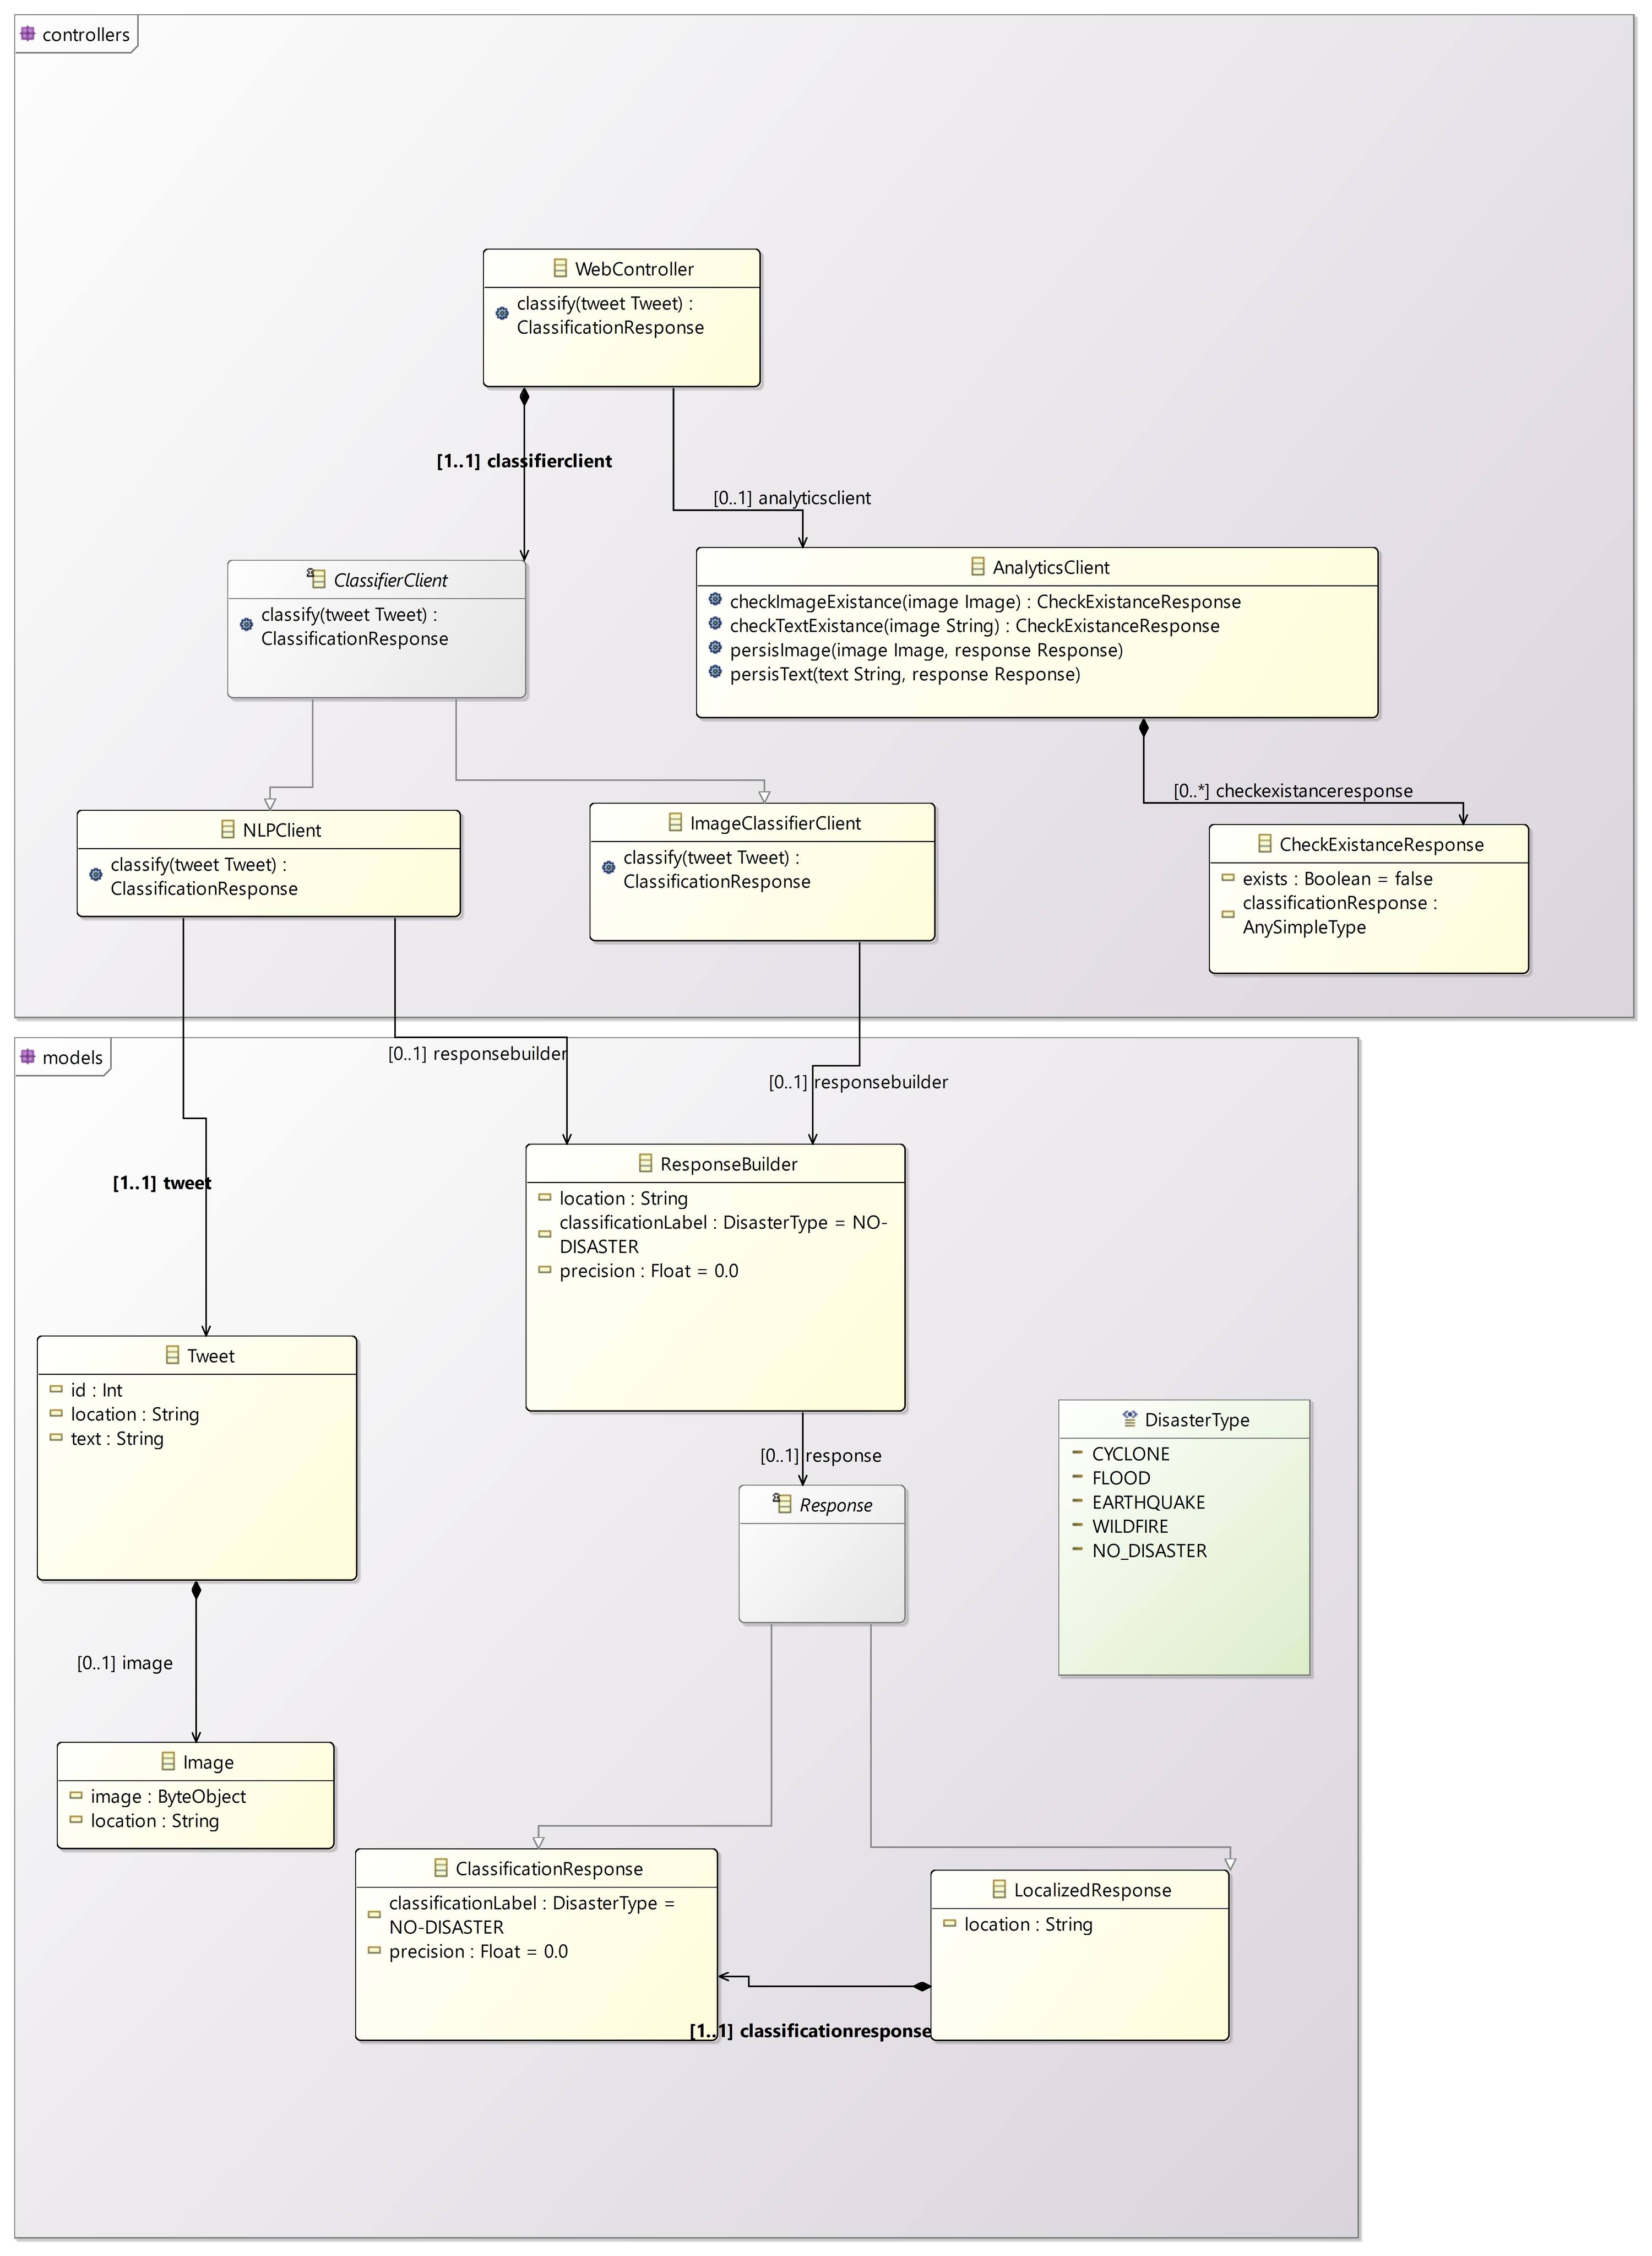 controllers
WebController
classify(tweet Tweet) :
ClassificationResponse
[1..1] classifierclient
[0..1] analyticsclient
ClassifierClient
classify(tweet Tweet) :
ClassificationResponse
AnalyticsClient
checkImageExistance(image Image) : CheckExistanceResponse
checkTextExistance(image String) : CheckExistanceResponse
persisImage(image Image, response Response)
persisText(text String, response Response)
[0..*] checkexistanceresponse
NLPClient
classify(tweet Tweet) :
ClassificationResponse
ImageClassifierClient
classify(tweet Tweet) :
ClassificationResponse
CheckExistanceResponse
exists : Boolean = false
classificationResponse :
AnySimpleType
models
[0..1] responsebuilder
[0..1] responsebuilder
[1..1] tweet
ResponseBuilder
location : String
classificationLabel : DisasterType = NO-
DISASTER
precision : Float = 0.0
Tweet
id : Int
location : String
text : String
[0..1] response
Response
DisasterType
CYCLONE
FLOOD
EARTHQUAKE
WILDFIRE
NO_DISASTER
[0..1] image
Image
image : ByteObject
location : String
ClassificationResponse
classificationLabel : DisasterType =
NO-DISASTER
precision : Float = 0.0
LocalizedResponse
location : String
[1..1] classificationresponse